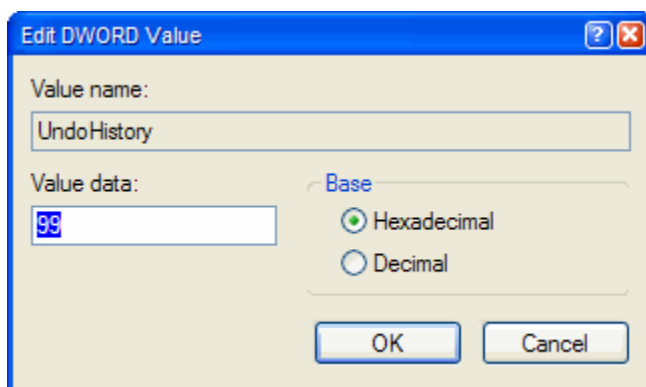 Edit DWORD Value
Value name:
UndoHistory
Value data:
99
Base
Hexadecimal
Decimal
OK
Cancel